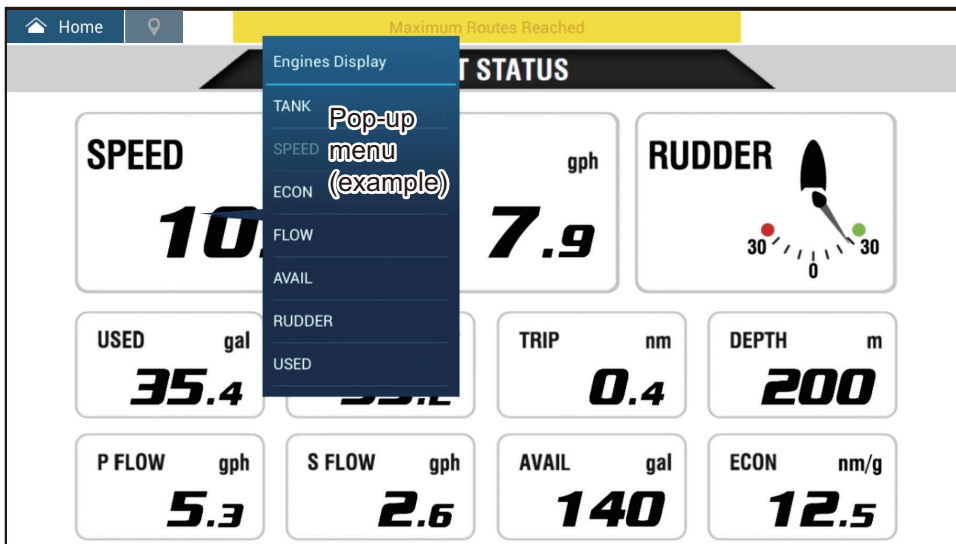 Home
Maximum Routes Reached
Engines Display
T STATUS
TANK
SPEED
ECON
FLOW
AVAIL
RUDDER
USED
Pop-up
menu
(example)
SPEED
10.
gph
7.9
RUDDER
30 0 30
USED gal
35.4
TRIP nm
0.4
DEPTH m
200
P FLOW gph
5.3
S FLOW gph
2.6
AVAIL gal
140
ECON nm/g
12.5